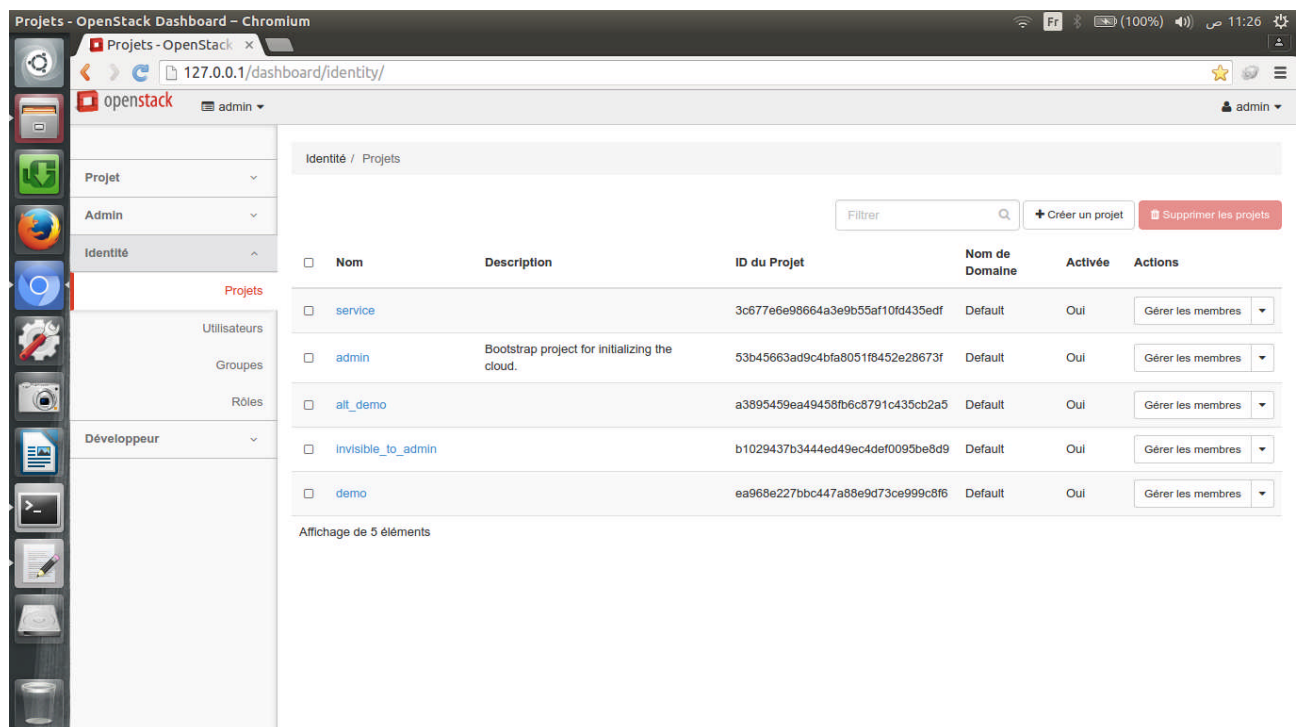 Projets - OpenStack Dashboard – Chromium
Fr (100%) 11:26 ص
Projets - OpenStack ×
127.0.0.1/dashboard/identity/
openstack admin admin
Identité / Projets
Projet
Admin
Identité
Projets
Utilisateurs
Groupes
Rôles
Développeur
Filtrer + Créer un projet Supprimer les projets
Nom Description ID du Projet Nom de Domaine Activée Actions
service 3c677e6e98664a3e9b55af10fd435edf Default Oui Gérer les membres
admin Bootstrap project for initializing the cloud. 53b45663ad9c4bfa8051f8452e28673f Default Oui Gérer les membres
alt_demo a3895459ea49458fb6c8791c435cb2a5 Default Oui Gérer les membres
invisible_to_admin b1029437b3444ed49ec4def0095be8d9 Default Oui Gérer les membres
demo ea968e227bbc447a88e9d73ce999c8f6 Default Oui Gérer les membres
Affichage de 5 éléments